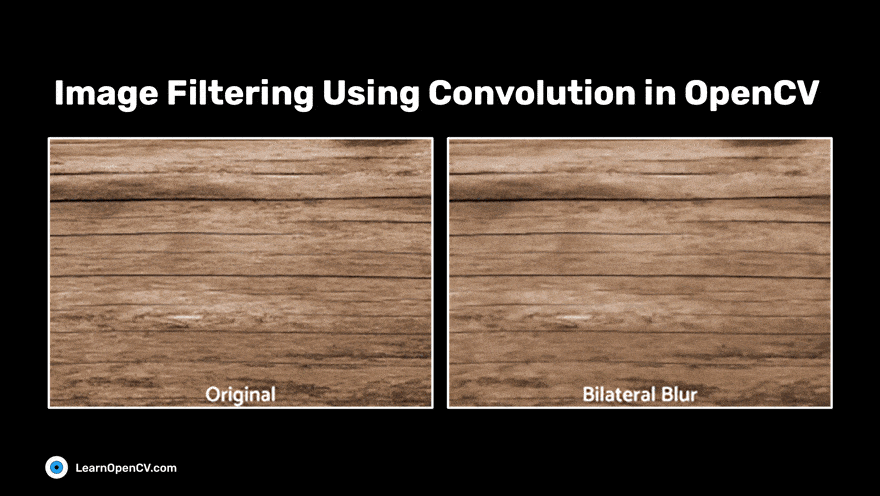 Image Filtering Using Convolution in OpenCV
Original
Bilateral Blur
LearnOpenCV.com